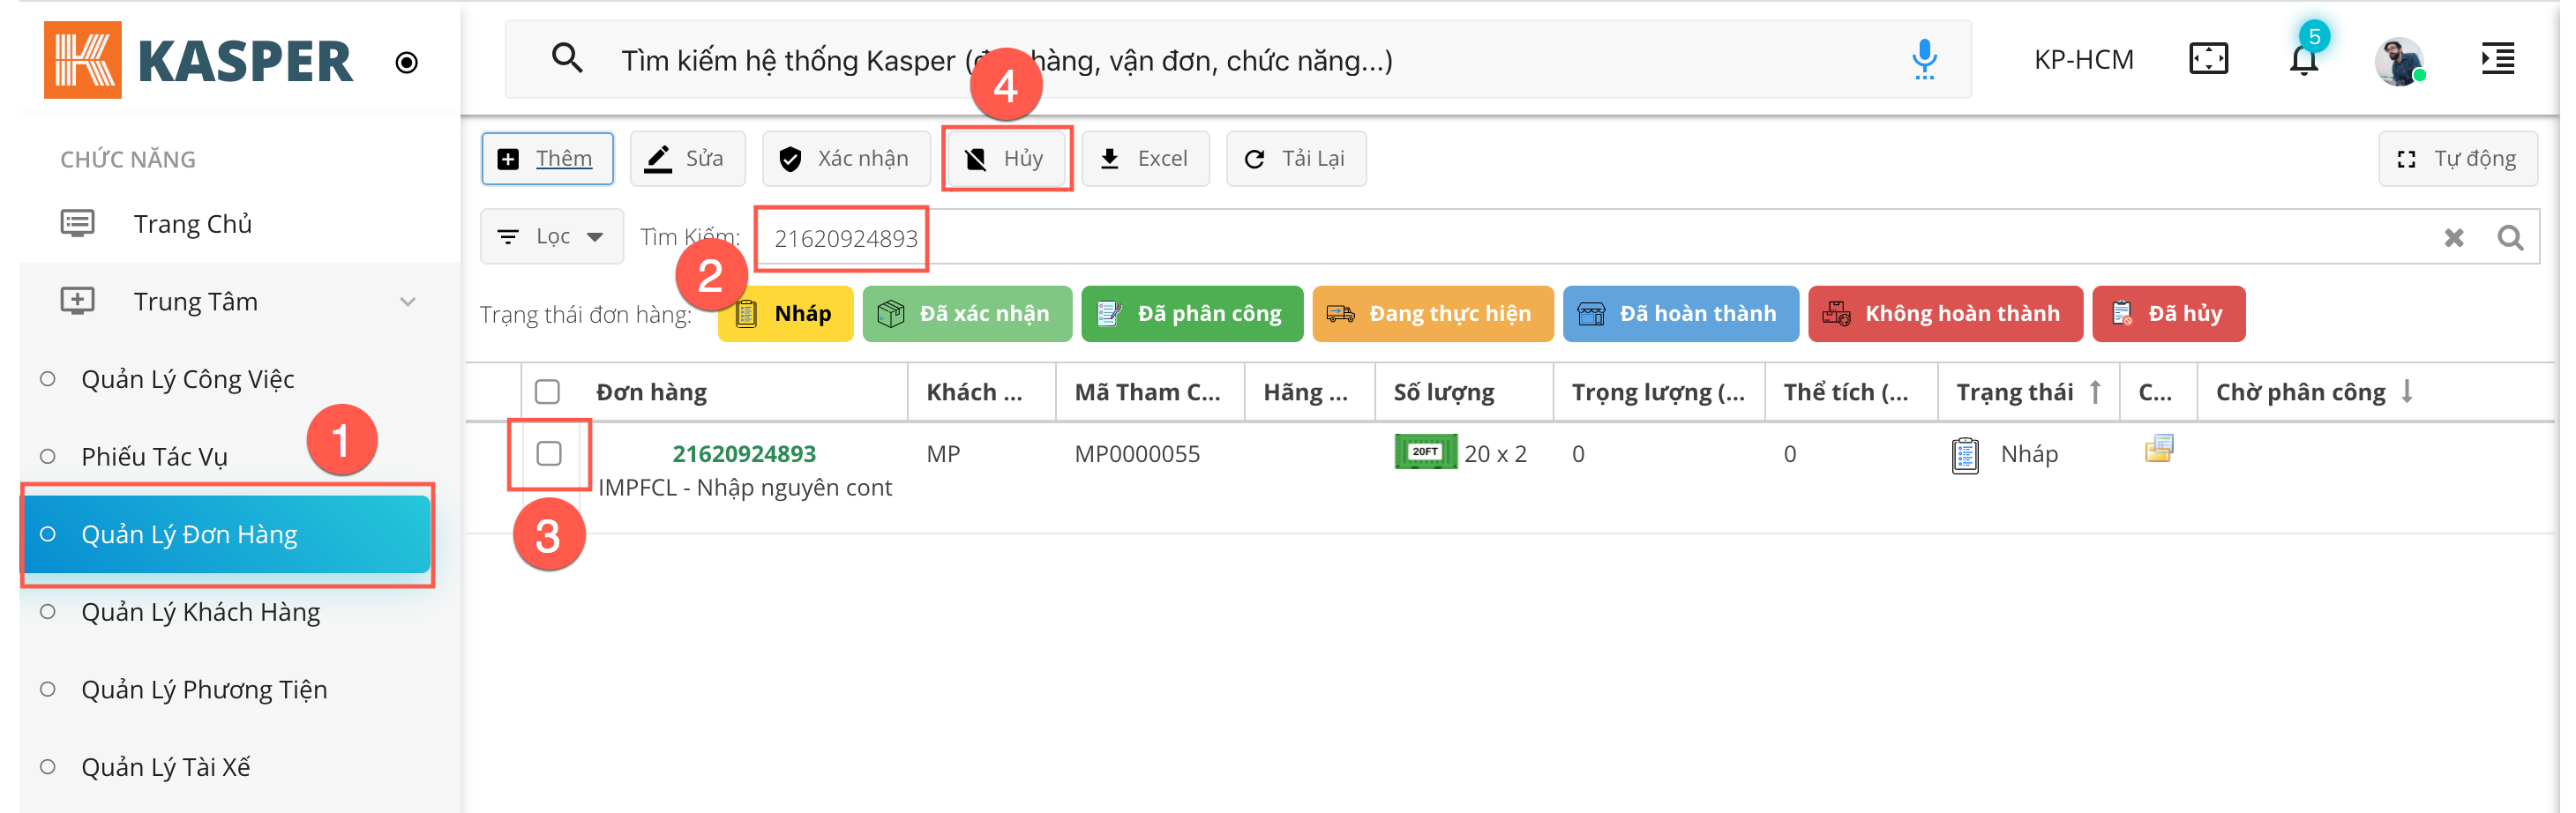 KASPER
Tìm kiếm hệ thống Kasper (đ hàng, vận đơn, chức năng...)
KP-HCM
5
4
CHỨC NĂNG
Thêm
Sửa
Xác nhận
Hủy
Excel
Tải Lại
Tự động
Trang Chủ
Lọc
Tìm Kiếm:
21620924893
2
Trung Tâm
Trạng thái đơn hàng:
Nháp
Đã xác nhận
Đã phân công
Đang thực hiện
Đã hoàn thành
Không hoàn thành
Đã hủy
Quản Lý Công Việc
Phiếu Tác Vụ
1
Quản Lý Đơn Hàng
Quản Lý Khách Hàng
Quản Lý Phương Tiện
Quản Lý Tài Xế
Đơn hàng
Khách ...
Mã Tham C...
Hãng ...
Số lượng
Trọng lượng (...
Thể tích (...
Trạng thái
C...
Chờ phân công
21620924893
MP
MP0000055
20FT
20 x 2
0
0
Nháp
IMPFCL - Nhập nguyên cont
3